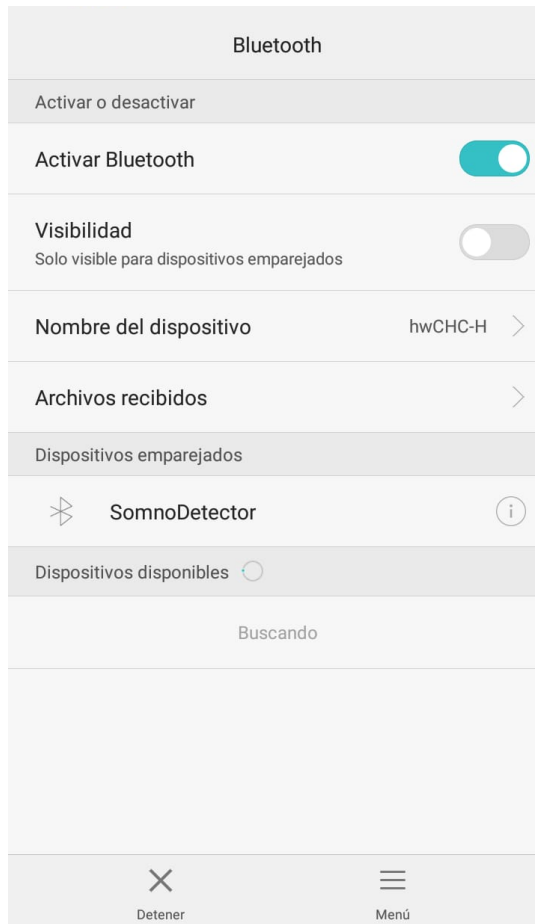 Bluetooth
Activar o desactivar
Activar Bluetooth
Visibilidad
Solo visible para dispositivos emparejados
Nombre del dispositivo hwCHC-H
Archivos recibidos
Dispositivos emparejados
SomnoDetector
Dispositivos disponibles
Buscando
Detener Menú